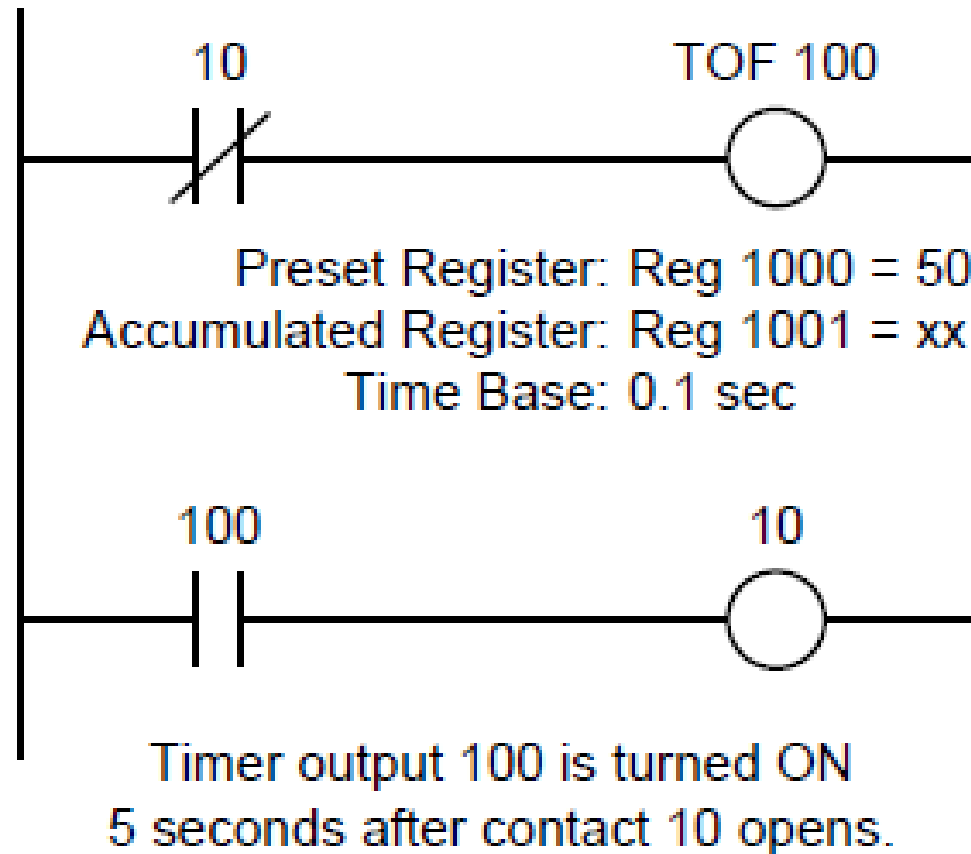 10
TOF 100
Preset Register: Reg 1000 = 50
Accumulated Register: Reg 1001 = xx
Time Base: 0.1 sec
100
10
Timer output 100 is turned ON
5 seconds after contact 10 opens.